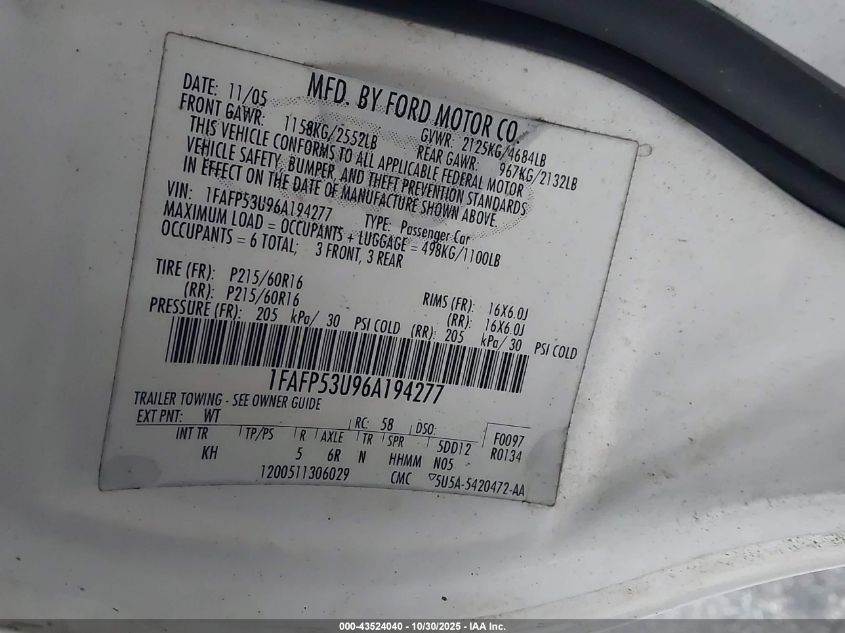 MFD. BY FORD MOTOR CO.
DATE: 11/05 GVWR: 2125KG/4684LB
FRONT GAWR: 1158KG/2552LB REAR GAWR: 967KG/2132LB
THIS VEHICLE CONFORMS TO ALL APPLICABLE FEDERAL MOTOR
VEHICLE SAFETY, BUMPER, AND THEFT PREVENTION STANDARDS
IN EFFECT ON THE DATE OF MANUFACTURE SHOWN ABOVE.
VIN: 1FAFP53U96A194277 TYPE: Passenger Car
MAXIMUM LOAD = OCCUPANTS + LUGGAGE = 498KG/1100LB
OCCUPANTS = 6 TOTAL: 3 FRONT, 3 REAR
TIRE (FR): P215/60R16 RIMS (FR): 16X6.0J
(RR): P215/60R16 (RR): 16X6.0J
PRESSURE (FR): 205 kPa/ 30 PSI COLD (RR): 205 kPa/ 30 PSI COLD
1FAFP53U96A194277
TRAILER TOWING - SEE OWNER GUIDE
EXT PNT: WT RC: 58 DSO: F0097
INT TR TP/PS R AXLE TR SPR 5DD12 R0134
KH 5 6R N HHMM N05
1200511306029 CMC 5U5A-5420472-AA
000-43524040 - 10/30/2025 - IAA Inc.